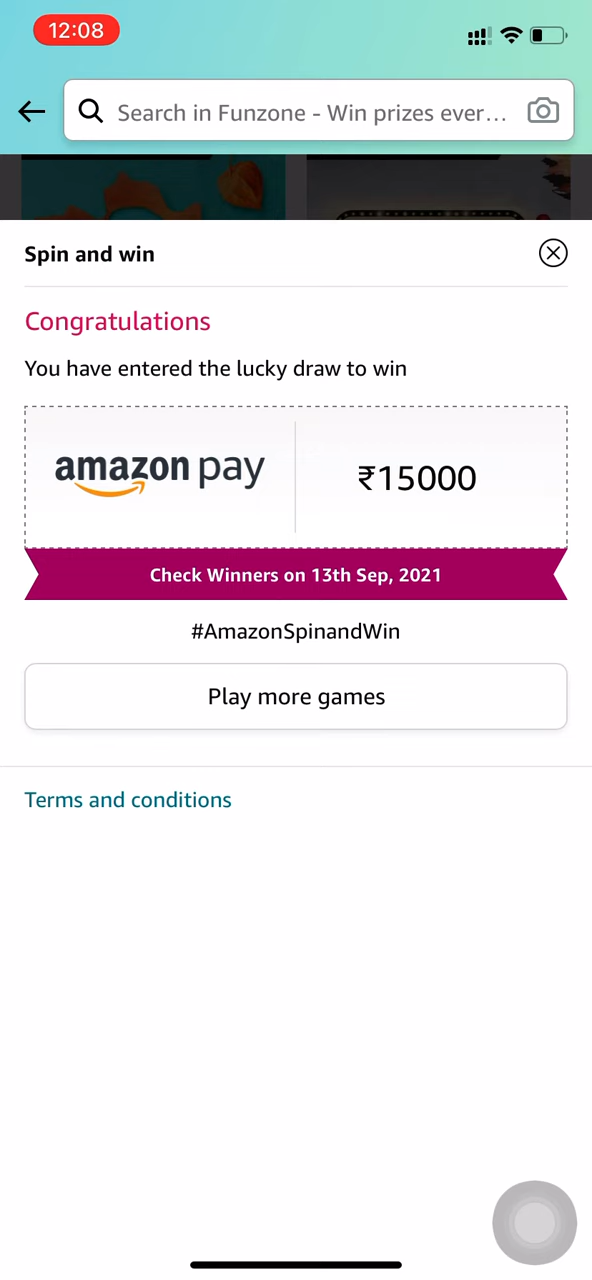 12:08
Search in Funzone - Win prizes ever...
Spin and win
Congratulations
You have entered the lucky draw to win
amazon pay
₹15000
Check Winners on 13th Sep, 2021
#AmazonSpinandWin
Play more games
Terms and conditions